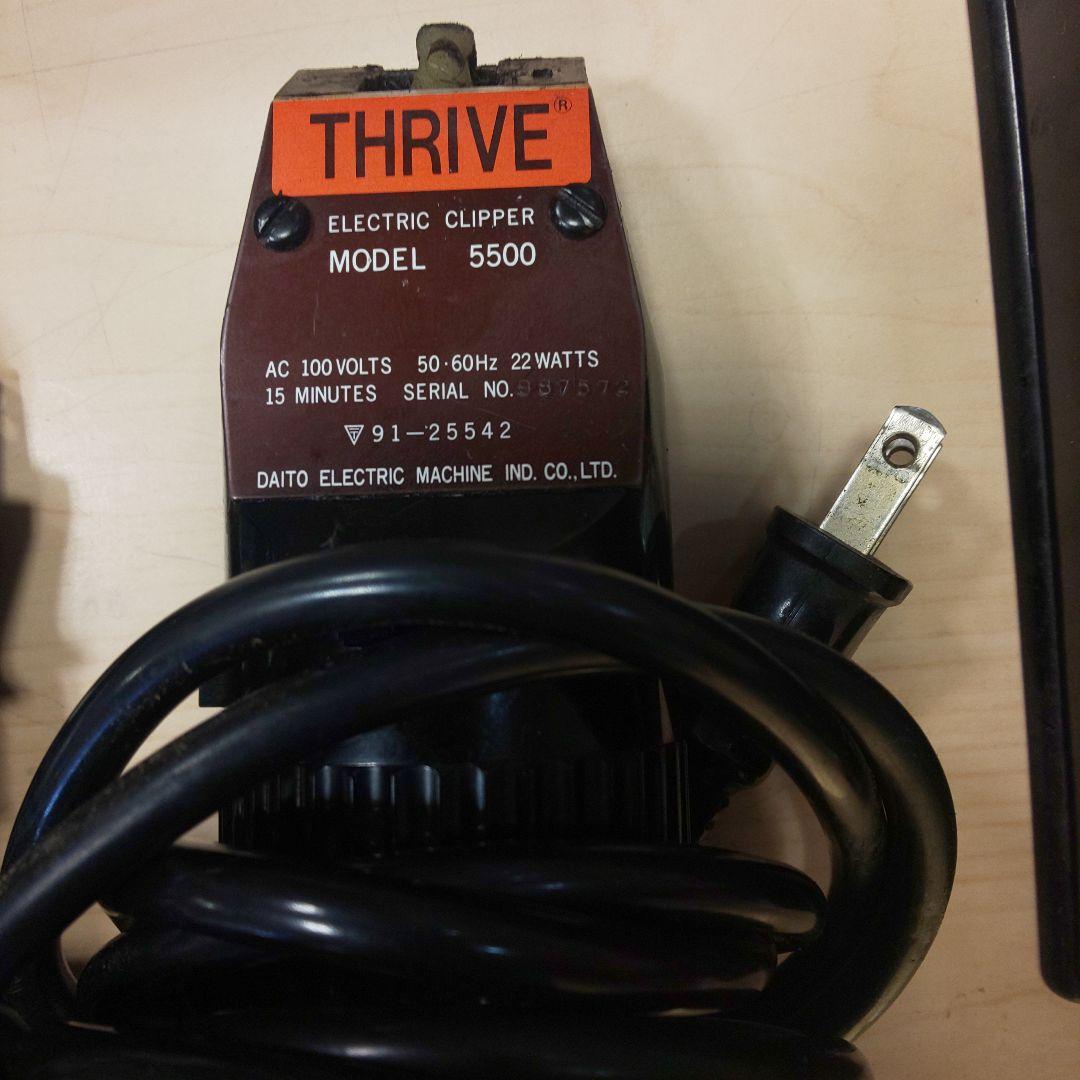 THRIVE®
ELECTRIC CLIPPER
MODEL 5500
AC 100 VOLTS 50·60Hz 22 WATTS
15 MINUTES SERIAL NO.
91-25542
DAITO ELECTRIC MACHINE IND. CO., LTD.